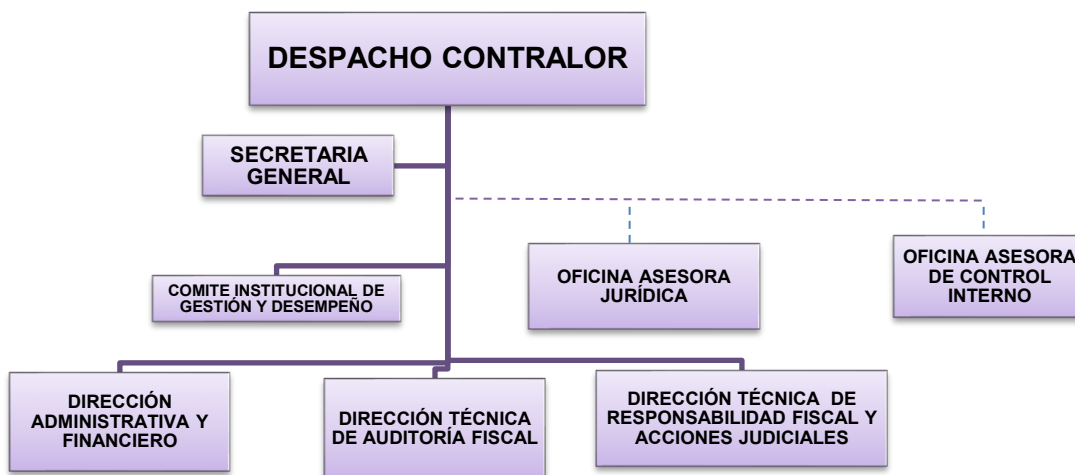 DESPACHO CONTRALOR
SECRETARIA
GENERAL
COMITE INSTITUCIONAL DE
GESTIÓN Y DESEMPEÑO
OFICINA ASESORA
JURÍDICA
OFICINA ASESORA
DE CONTROL
INTERNO
DIRECCIÓN
ADMINISTRATIVA Y
FINANCIERO
DIRECCIÓN TÉCNICA
DE AUDITORÍA FISCAL
DIRECCIÓN TÉCNICA DE
RESPONSABILIDAD FISCAL Y
ACCIONES JUDICIALES